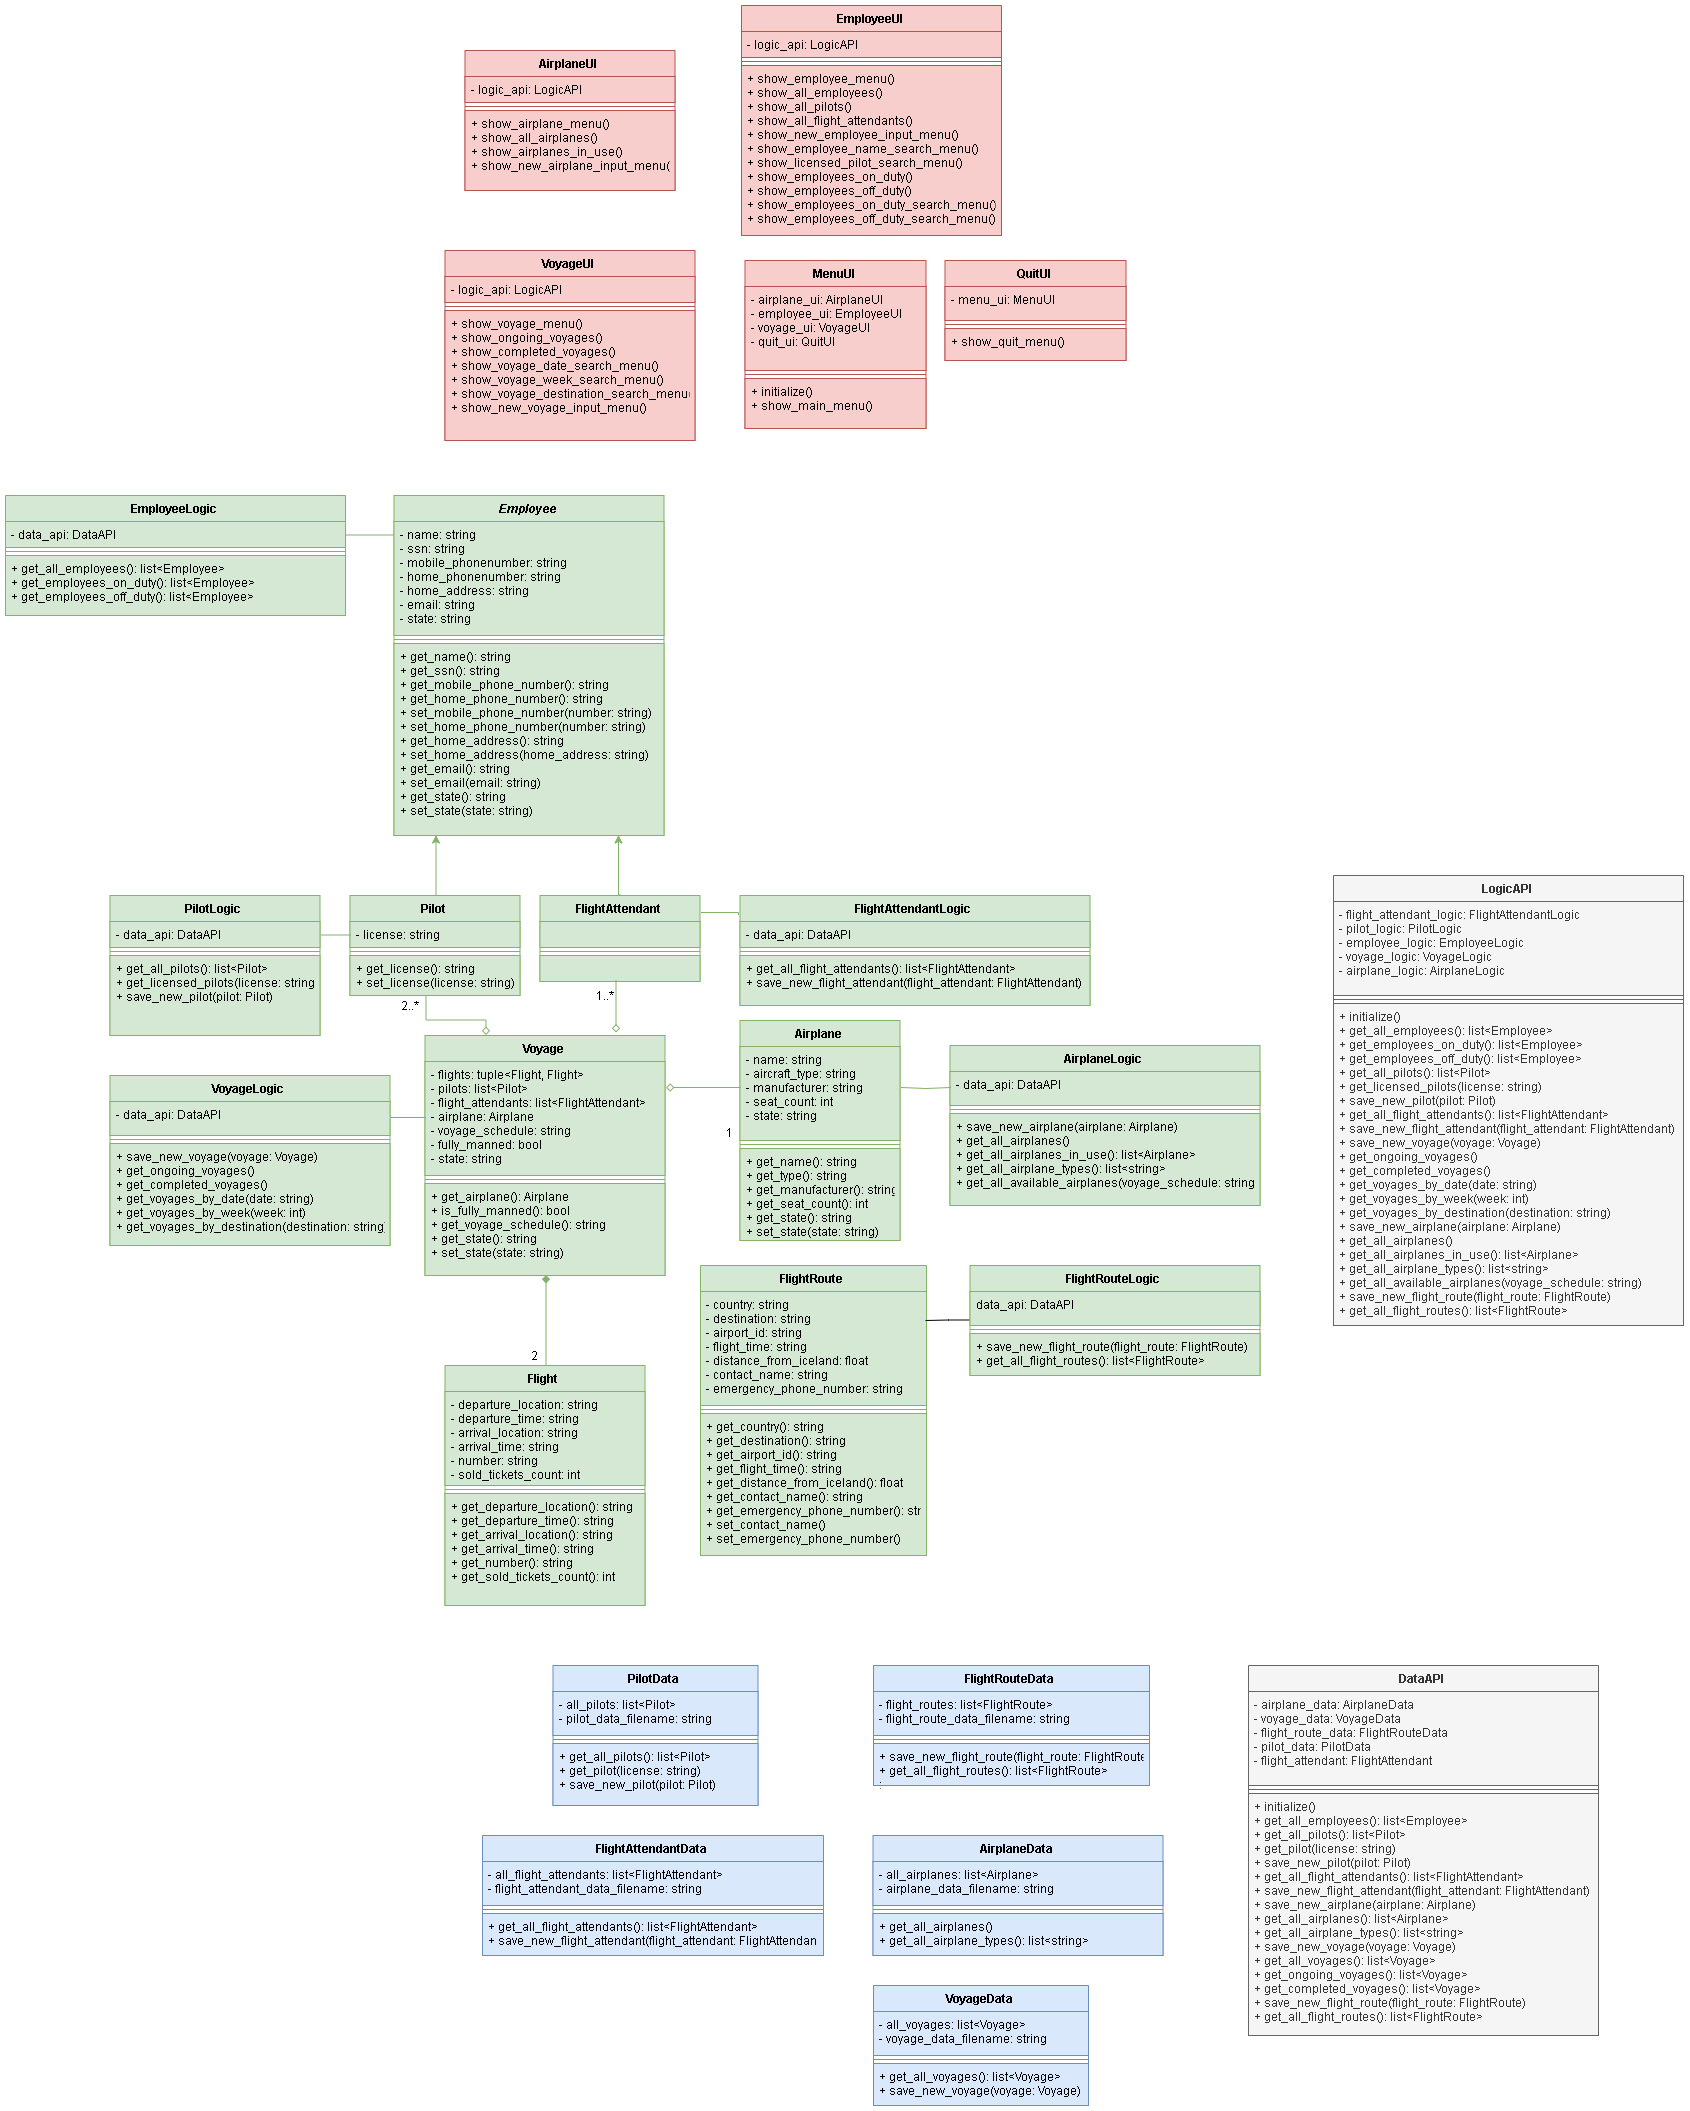 EmployeeUI
- logic_api: LogicAPI
+ show_employee_menu()
+ show_all_employees()
+ show_all_pilots()
+ show_all_flight_attendants()
+ show_new_employee_input_menu()
+ show_employee_name_search_menu()
+ show_licensed_pilot_search_menu()
+ show_employees_on_duty()
+ show_employees_off_duty()
+ show_employees_on_duty_search_menu()
+ show_employees_off_duty_search_menu()
AirplaneUI
- logic_api: LogicAPI
+ show_airplane_menu()
+ show_all_airplanes()
+ show_airplanes_in_use()
+ show_new_airplane_input_menu(
VoyageUI
- logic_api: LogicAPI
+ show_voyage_menu()
+ show_ongoing_voyages()
+ show_completed_voyages()
+ show_voyage_date_search_menu()
+ show_voyage_week_search_menu()
+ show_voyage_destination_search_menu(
+ show_new_voyage_input_menu()
MenuUI
- airplane_ui: AirplaneUI
- employee_ui: EmployeeUI
- voyage_ui: VoyageUI
- quit_ui: QuitUI
+ initialize()
+ show_main_menu()
QuitUI
- menu_ui: MenuUI
+ show_quit_menu()
EmployeeLogic
- data_api: DataAPI
+ get_all_employees(): list<Employee>
+ get_employees_on_duty(): list<Employee>
+ get_employees_off_duty(): list<Employee>
Employee
- name: string
- ssn: string
- mobile_phonenumber: string
- home_phonenumber: string
- home_address: string
- email: string
- state: string
+ get_name(): string
+ get_ssn(): string
+ get_mobile_phone_number(): string
+ get_home_phone_number(): string
+ set_mobile_phone_number(number: string)
+ set_home_phone_number(number: string)
+ get_home_address(): string
+ set_home_address(home_address: string)
+ get_email(): string
+ set_email(email: string)
+ get_state(): string
+ set_state(state: string)
PilotLogic
- data_api: DataAPI
+ get_all_pilots(): list<Pilot>
+ get_licensed_pilots(license: string
+ save_new_pilot(pilot: Pilot)
Pilot
- license: string
+ get_license(): string
+ set_license(license: string)
2..*
FlightAttendant
1..*
FlightAttendantLogic
- data_api: DataAPI
+ get_all_flight_attendants(): list<FlightAttendant>
+ save_new_flight_attendant(flight_attendant: FlightAttendant)
LogicAPI
- flight_attendant_logic: FlightAttendantLogic
- pilot_logic: PilotLogic
- employee_logic: EmployeeLogic
- voyage_logic: VoyageLogic
- airplane_logic: AirplaneLogic
+ initialize()
+ get_all_employees(): list<Employee>
+ get_employees_on_duty(): list<Employee>
+ get_employees_off_duty(): list<Employee>
+ get_all_pilots(): list<Pilot>
+ get_licensed_pilots(license: string)
+ save_new_pilot(pilot: Pilot)
+ get_all_flight_attendants(): list<FlightAttendant>
+ save_new_flight_attendant(flight_attendant: FlightAttendant)
+ save_new_voyage(voyage: Voyage)
+ get_ongoing_voyages()
+ get_completed_voyages()
+ get_voyages_by_date(date: string)
+ get_voyages_by_week(week: int)
+ get_voyages_by_destination(destination: string)
+ save_new_airplane(airplane: Airplane)
+ get_all_airplanes()
+ get_all_airplanes_in_use(): list<Airplane>
+ get_all_airplane_types(): list<string>
+ get_all_available_airplanes(voyage_schedule: string)
+ save_new_flight_route(flight_route: FlightRoute)
+ get_all_flight_routes(): list<FlightRoute>
VoyageLogic
- data_api: DataAPI
+ save_new_voyage(voyage: Voyage)
+ get_ongoing_voyages()
+ get_completed_voyages()
+ get_voyages_by_date(date: string)
+ get_voyages_by_week(week: int)
+ get_voyages_by_destination(destination: string
Voyage
- flights: tuple<Flight, Flight>
- pilots: list<Pilot>
- flight_attendants: list<FlightAttendant>
- airplane: Airplane
- voyage_schedule: string
- fully_manned: bool
- state: string
+ get_airplane(): Airplane
+ is_fully_manned(): bool
+ get_voyage_schedule(): string
+ get_state(): string
+ set_state(state: string)
Airplane
- name: string
- aircraft_type: string
- manufacturer: string
- seat_count: int
- state: string
1
+ get_name(): string
+ get_type(): string
+ get_manufacturer(): string
+ get_seat_count(): int
+ get_state(): string
+ set_state(state: string)
AirplaneLogic
- data_api: DataAPI
+ save_new_airplane(airplane: Airplane)
+ get_all_airplanes()
+ get_all_airplanes_in_use(): list<Airplane>
+ get_all_airplane_types(): list<string>
+ get_all_available_airplanes(voyage_schedule: string
FlightRoute
- country: string
- destination: string
- airport_id: string
- flight_time: string
- distance_from_iceland: float
- contact_name: string
- emergency_phone_number: string
+ get_country(): string
+ get_destination(): string
+ get_airport_id(): string
+ get_flight_time(): string
+ get_distance_from_iceland(): float
+ get_contact_name(): string
+ get_emergency_phone_number(): str
+ set_contact_name()
+ set_emergency_phone_number()
FlightRouteLogic
data_api: DataAPI
+ save_new_flight_route(flight_route: FlightRoute)
+ get_all_flight_routes(): list<FlightRoute>
2
Flight
- departure_location: string
- departure_time: string
- arrival_location: string
- arrival_time: string
- number: string
- sold_tickets_count: int
+ get_departure_location(): string
+ get_departure_time(): string
+ get_arrival_location(): string
+ get_arrival_time(): string
+ get_number(): string
+ get_sold_tickets_count(): int
PilotData
- all_pilots: list<Pilot>
- pilot_data_filename: string
+ get_all_pilots(): list<Pilot>
+ get_pilot(license: string)
+ save_new_pilot(pilot: Pilot)
FlightRouteData
- flight_routes: list<FlightRoute>
- flight_route_data_filename: string
+ save_new_flight_route(flight_route: FlightRoute
+ get_all_flight_routes(): list<FlightRoute>
DataAPI
- airplane_data: AirplaneData
- voyage_data: VoyageData
- flight_route_data: FlightRouteData
- pilot_data: PilotData
- flight_attendant: FlightAttendant
+ initialize()
+ get_all_employees(): list<Employee>
+ get_all_pilots(): list<Pilot>
+ get_pilot(license: string)
+ save_new_pilot(pilot: Pilot)
+ get_all_flight_attendants(): list<FlightAttendant>
+ save_new_flight_attendant(flight_attendant: FlightAttendant)
+ save_new_airplane(airplane: Airplane)
+ get_all_airplanes(): list<Airplane>
+ get_all_airplane_types(): list<string>
+ save_new_voyage(voyage: Voyage)
+ get_all_voyages(): list<Voyage>
+ get_ongoing_voyages(): list<Voyage>
+ get_completed_voyages(): list<Voyage>
+ save_new_flight_route(flight_route: FlightRoute)
+ get_all_flight_routes(): list<FlightRoute>
FlightAttendantData
- all_flight_attendants: list<FlightAttendant>
- flight_attendant_data_filename: string
+ get_all_flight_attendants(): list<FlightAttendant>
+ save_new_flight_attendant(flight_attendant: FlightAttendan
AirplaneData
- all_airplanes: list<Airplane>
- airplane_data_filename: string
+ get_all_airplanes()
+ get_all_airplane_types(): list<string>
VoyageData
- all_voyages: list<Voyage>
- voyage_data_filename: string
+ get_all_voyages(): list<Voyage>
+ save_new_voyage(voyage: Voyage)